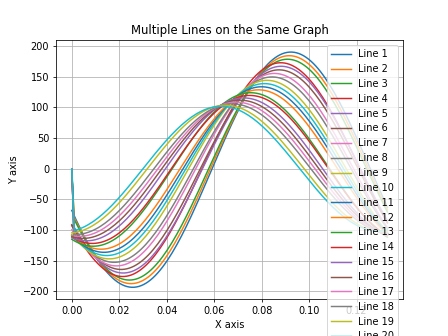 Multiple Lines on the Same Graph
Y axis
200
150
100
50
0
−50
−100
−150
−200
0.00
0.02
0.04
0.06
0.08
0.10
X axis
Line 1
Line 2
Line 3
Line 4
Line 5
Line 6
Line 7
Line 8
Line 9
Line 10
Line 11
Line 12
Line 13
Line 14
Line 15
Line 16
Line 17
Line 18
Line 19
Line 20